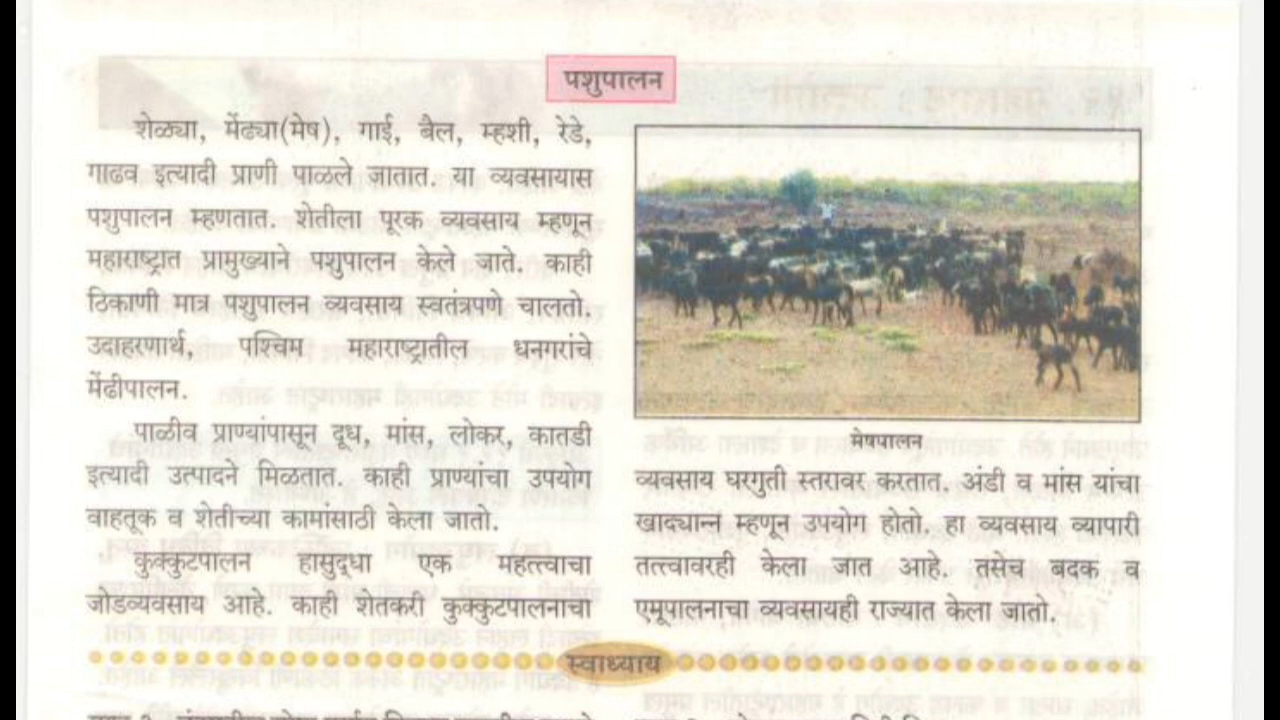 पशुपालन
शेळ्या, मेंढ्या(मेष), गाई, बैल, म्हशी, रेडे,
गाढव इत्यादी प्राणी पाळले जातात. या व्यवसायास
पशुपालन म्हणतात. शेतीला पूरक व्यवसाय म्हणून
महाराष्ट्रात प्रामुख्याने पशुपालन केले जाते. काही
ठिकाणी मात्र पशुपालन व्यवसाय स्वतंत्रपणे चालतो.
उदाहरणार्थ, पश्चिम महाराष्ट्रातील धनगरांचे
मेंढीपालन.
पाळीव प्राण्यांपासून दूध, मांस, लोकर, कातडी
इत्यादी उत्पादने मिळतात. काही प्राण्यांचा उपयोग
वाहतूक व शेतीच्या कामांसाठी केला जातो.
कुक्कुटपालन हासुद्धा एक महत्त्वाचा
जोडव्यवसाय आहे. काही शेतकरी कुक्कुटपालनाचा
मेषपालन
व्यवसाय घरगुती स्तरावर करतात. अंडी व मांस यांचा
खाद्यान्न म्हणून उपयोग होतो. हा व्यवसाय व्यापारी
तत्त्वावरही केला जात आहे. तसेच बदक व
एमूपालनाचा व्यवसायही राज्यात केला जातो.
स्वाध्याय